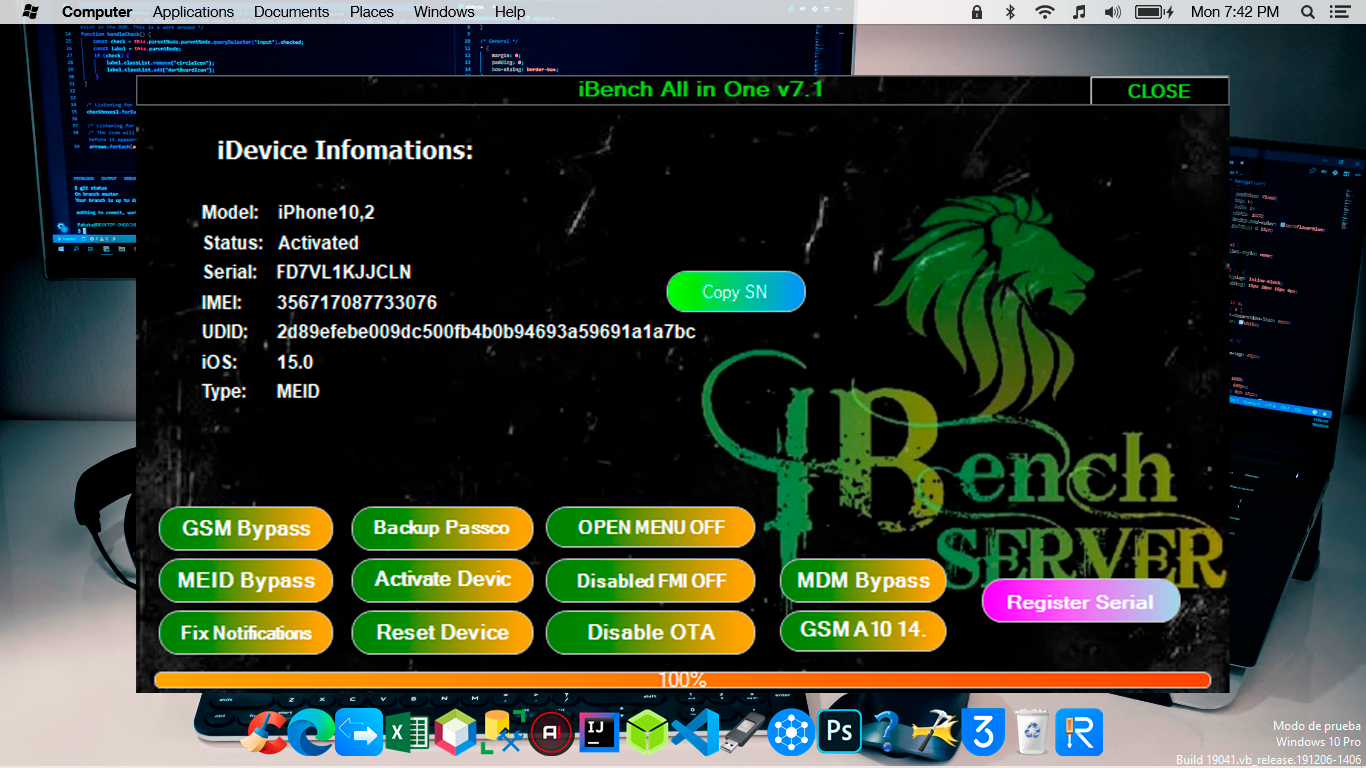 Computer Applications Documents Places Windows Help Mon 7:42 PM
function handleCheck() {
iBench All in One v7.1
CLOSE
iDevice Infomations:
Model: iPhone10,2
Status: Activated
Serial: FD7VL1KJJCLN
Copy SN
IMEI: 356717087733076
UDID: 2d89efebe009dc500fb4b0b94693a59691a1a7bc
iOS: 15.0
Type: MEID
iBench
SERVER
GSM Bypass Backup Passco OPEN MENU OFF
MEID Bypass Activate Devic Disabled FMI OFF MDM Bypass
Register Serial
Fix Notifications Reset Device Disable OTA GSM A10 14.
100%
Modo de prueba
Windows 10 Pro
Build 19041.vb_release.191206-1406